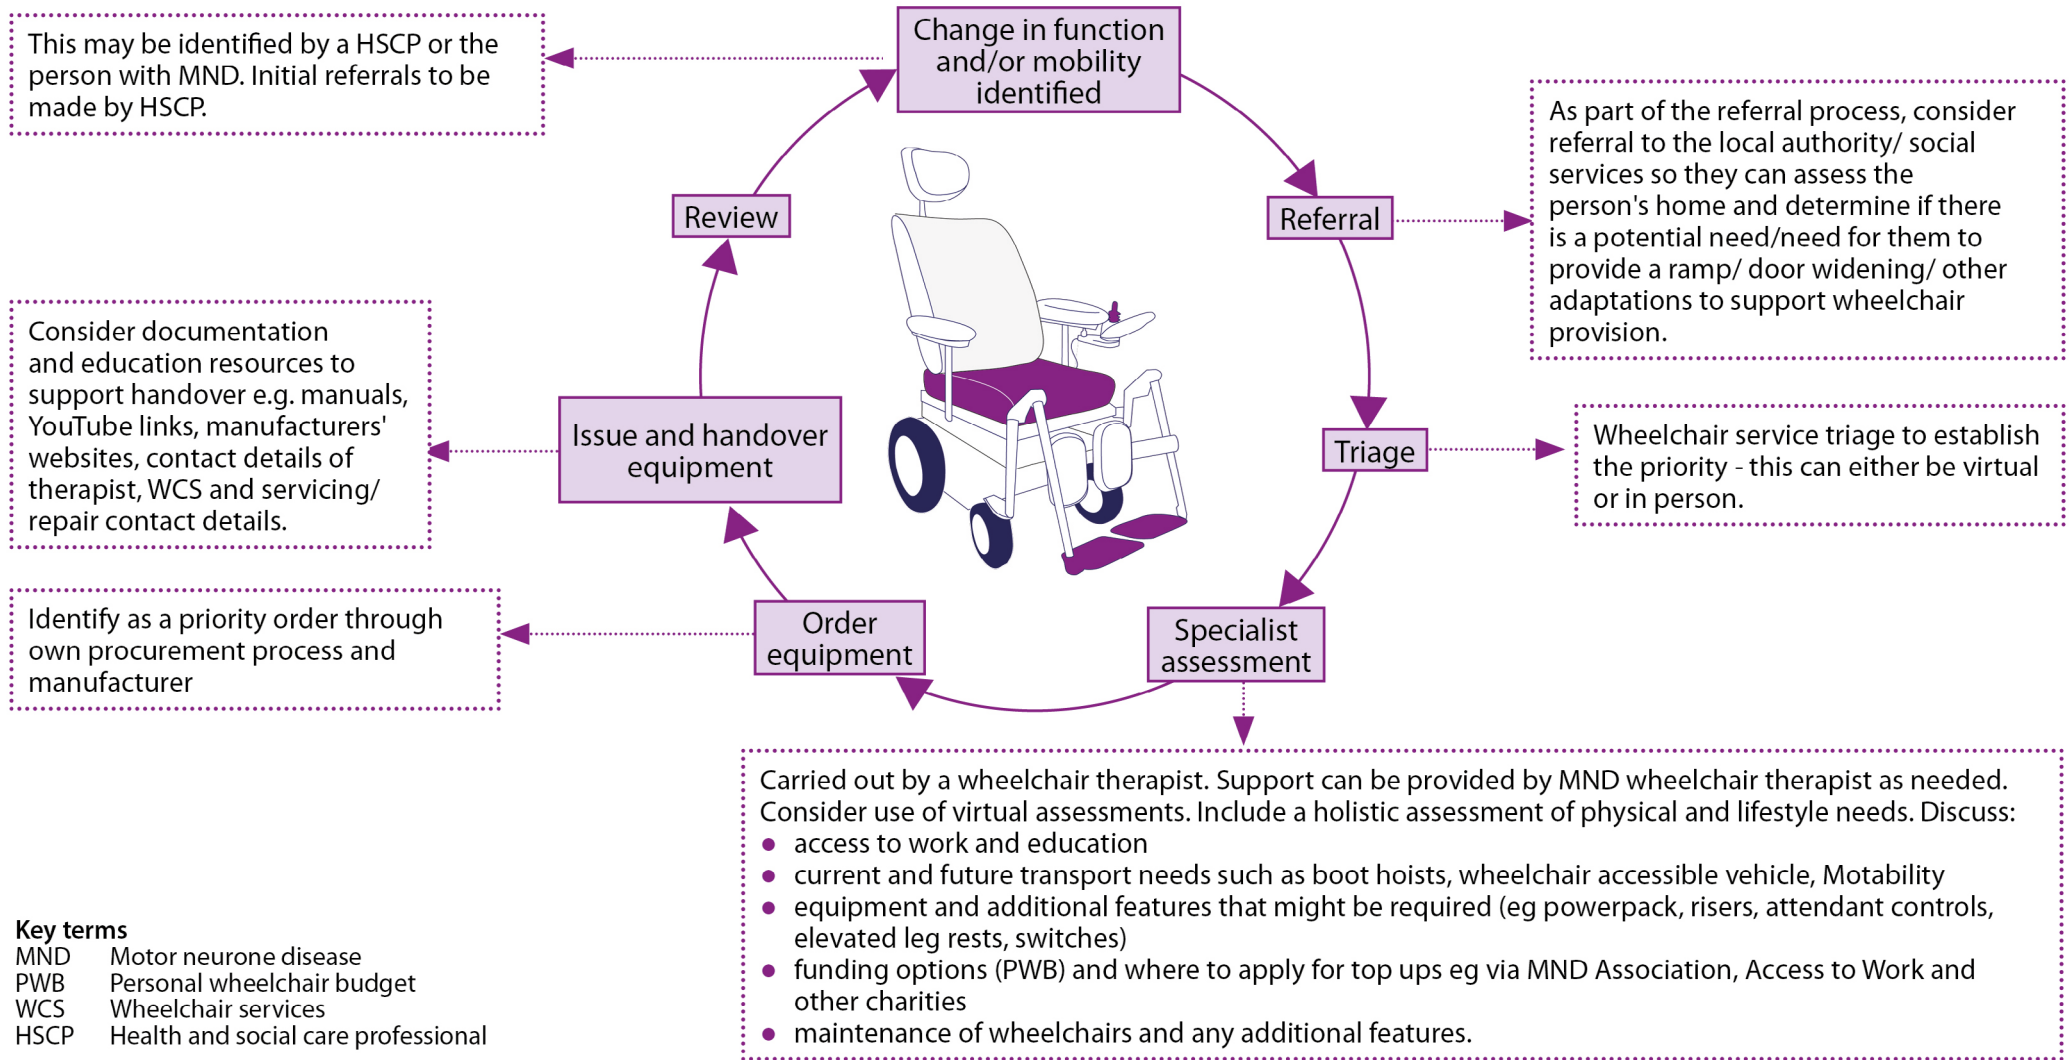 Change in function
and/or mobility
identified
This may be identified by a HSCP or the
person with MND. Initial referrals to be
made by HSCP.
Referral
As part of the referral process, consider
referral to the local authority/ social
services so they can assess the
person's home and determine if there
is a potential need/need for them to
provide a ramp/ door widening/ other
adaptations to support wheelchair
provision.
Triage
Wheelchair service triage to establish
the priority - this can either be virtual
or in person.
Specialist
assessment
Carried out by a wheelchair therapist. Support can be provided by MND wheelchair therapist as needed.
Consider use of virtual assessments. Include a holistic assessment of physical and lifestyle needs. Discuss:
• access to work and education
• current and future transport needs such as boot hoists, wheelchair accessible vehicle, Motability
• equipment and additional features that might be required (eg powerpack, risers, attendant controls,
elevated leg rests, switches)
• funding options (PWB) and where to apply for top ups eg via MND Association, Access to Work and
other charities
• maintenance of wheelchairs and any additional features.
Order
equipment
Identify as a priority order through
own procurement process and
manufacturer
Issue and handover
equipment
Consider documentation
and education resources to
support handover e.g. manuals,
YouTube links, manufacturers'
websites, contact details of
therapist, WCS and servicing/
repair contact details.
Review
Key terms
MND Motor neurone disease
PWB Personal wheelchair budget
WCS Wheelchair services
HSCP Health and social care professional